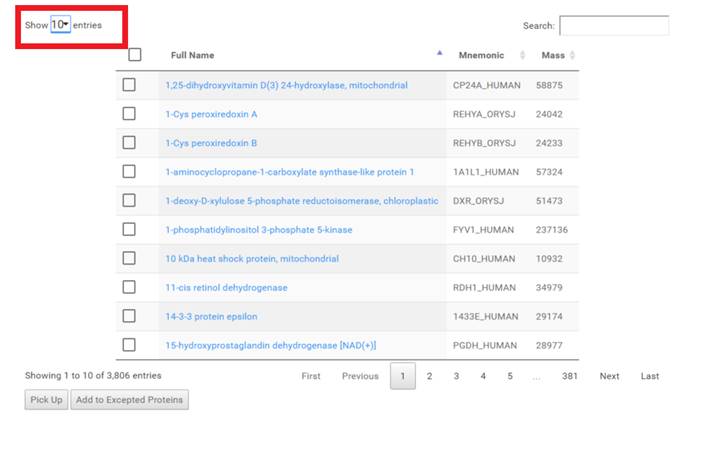 Show 10 entries
Search:
Full Name Mnemonic Mass
1,25-dihydroxyvitamin D(3) 24-hydroxylase, mitochondrial CP24A_HUMAN 58875
1-Cys peroxiredoxin A REHYA_ORYSJ 24042
1-Cys peroxiredoxin B REHYB_ORYSJ 24233
1-aminocyclopropane-1-carboxylate synthase-like protein 1 1A1L1_HUMAN 57324
1-deoxy-D-xylulose 5-phosphate reductoisomerase, chloroplastic DXR_ORYSJ 51473
1-phosphatidylinositol 3-phosphate 5-kinase FYV1_HUMAN 237136
10 kDa heat shock protein, mitochondrial CH10_HUMAN 10932
11-cis retinol dehydrogenase RDH1_HUMAN 34979
14-3-3 protein epsilon 1433E_HUMAN 29174
15-hydroxyprostaglandin dehydrogenase [NAD(+)] PGDH_HUMAN 28977
Showing 1 to 10 of 3,806 entries
First Previous 1 2 3 4 5 ... 381 Next Last
Pick Up Add to Excepted Proteins